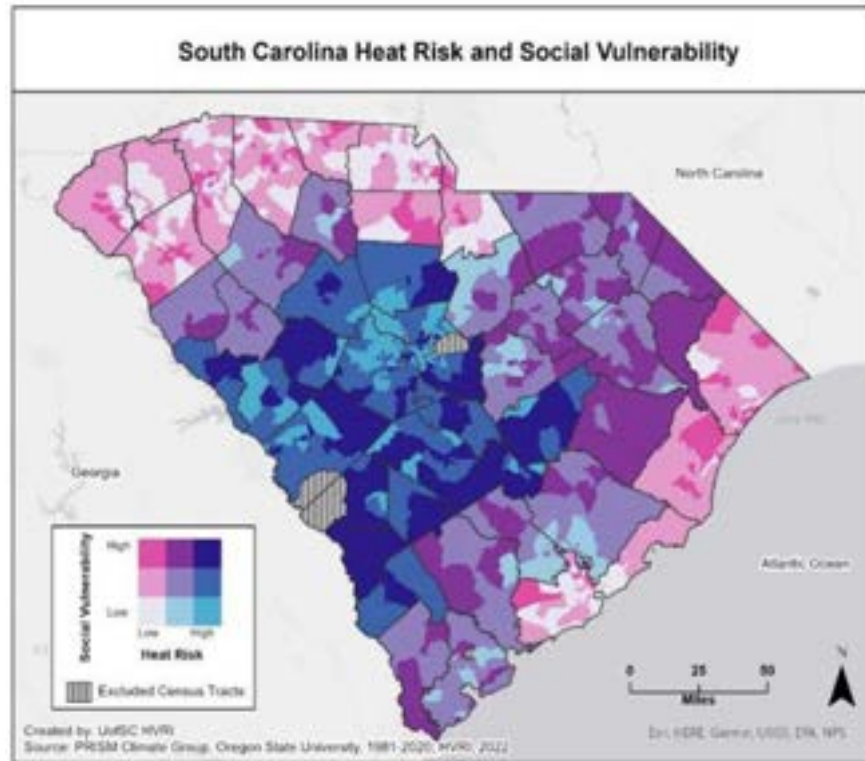 South Carolina Heat Risk and Social Vulnerability
North Carolina
Georgia
Atlantic Ocean
Social Vulnerability
High
Low
Low
High
Heat Risk
Excluded Census Tracts
N
0 25 50
Miles
Created by: UofSC HVRI
Source: PRISM Climate Group, Oregon State University, 1981-2020; HVRI, 2022
Esri, HERE, Garmin, USGS, EPA, NPS